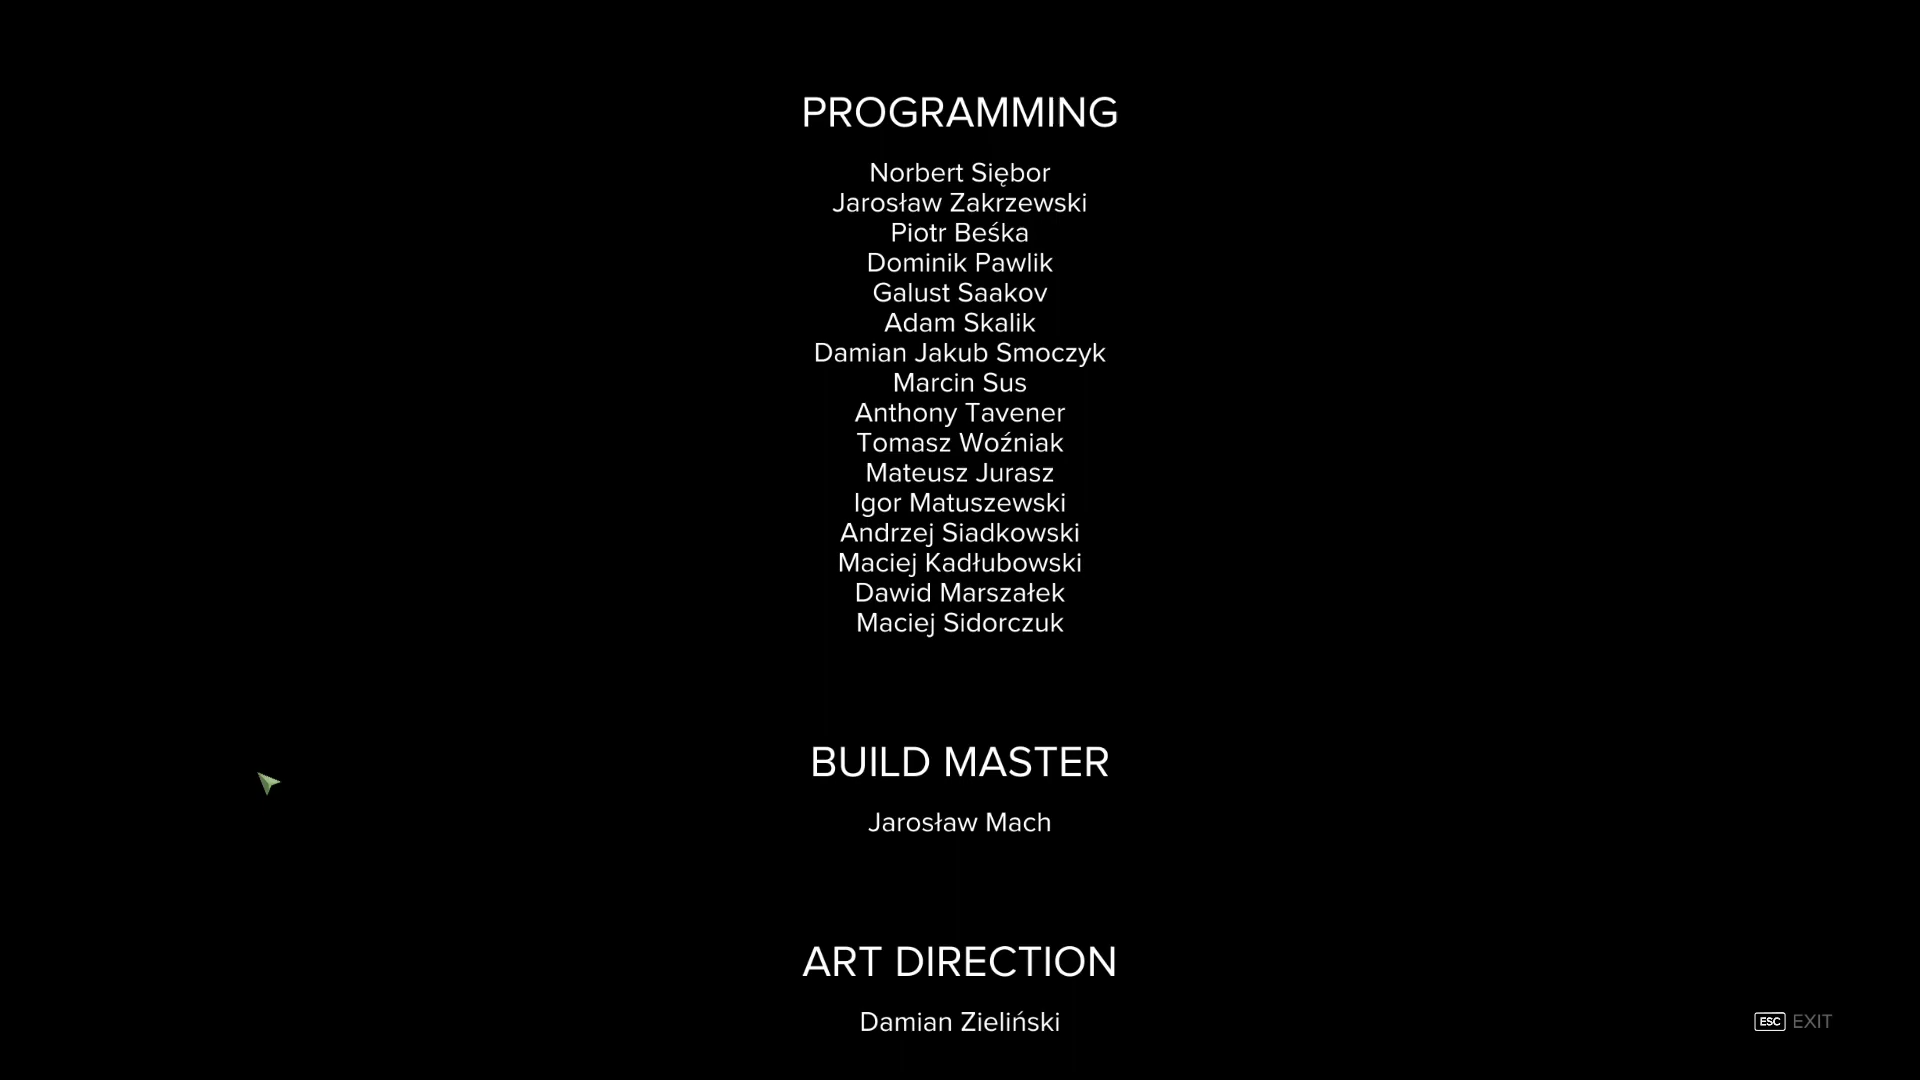 PROGRAMMING
Norbert Siębor
Jarosław Zakrzewski
Piotr Beśka
Dominik Pawlik
Galust Saakov
Adam Skalik
Damian Jakub Smoczyk
Marcin Sus
Anthony Tavener
Tomasz Woźniak
Mateusz Jurasz
Igor Matuszewski
Andrzej Siadkowski
Maciej Kadłubowski
Dawid Marszałek
Maciej Sidorczuk
BUILD MASTER
Jarosław Mach
ART DIRECTION
Damian Zieliński
ESC EXIT